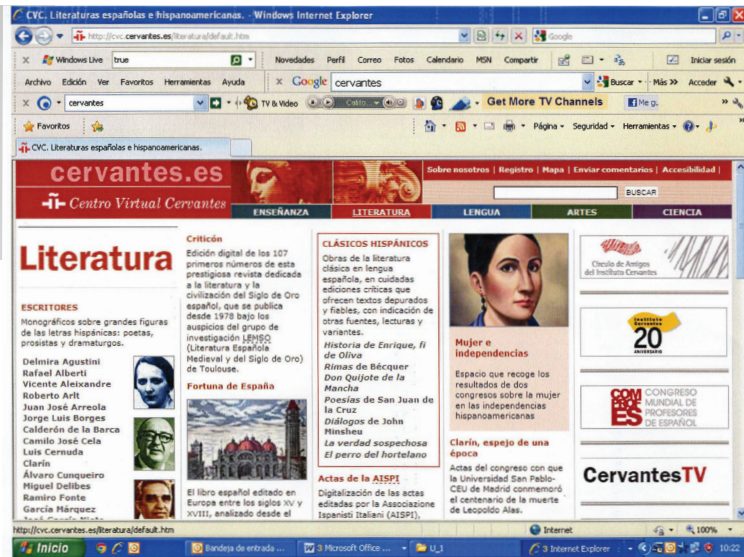 CVC. Literaturas españolas e hispanoamericanas. - Windows Internet Explorer
http://cvc.cervantes.es/literatura/default.htm
Google
Windows Live
true
Novedades Perfil Correo Fotos Calendario MSN Compartir
Iniciar sesión
Archivo Edición Ver Favoritos Herramientas Ayuda
Google
cervantes
Buscar
Más >>
Acceder
cervantes
TV & Video
Get More TV Channels
Favoritos
Página Seguridad Herramientas
CVC. Literaturas españolas e hispanoamericanas.
cervantes.es
Centro Virtual Cervantes
Sobre nosotros | Registro | Mapa | Enviar comentarios | Accesibilidad |
BUSCAR
ENSEÑANZA LITERATURA LENGUA ARTES CIENCIA
Literatura
ESCRITORES
Monográficos sobre grandes figuras
de las letras hispánicas: poetas,
prosistas y dramaturgos.
Delmira Agustini
Rafael Alberti
Vicente Aleixandre
Roberto Arlt
Juan José Arreola
Jorge Luis Borges
Calderón de la Barca
Camilo José Cela
Luis Cernuda
Clarín
Álvaro Cunqueiro
Miguel Delibes
Ramiro Fonte
García Márquez
Criticón
Edición digital de los 107
primeros números de esta
prestigiosa revista dedicada
a la literatura y la
civilización del Siglo de Oro
español, que se publica
desde 1978 bajo los
auspicios del grupo de
investigación LEMSO
(Literatura Española
Medieval y del Siglo de Oro)
de Toulouse.
Fortuna de España
El libro español editado en
Europa entre los siglos XV y
XVIII, analizado desde el
CLÁSICOS HISPÁNICOS
Obras de la literatura
clásica en lengua
española, en cuidadas
ediciones críticas que
ofrecen textos depurados
y fiables, con indicación de
otras fuentes, lecturas y
variantes.
Historia de Enrique, fi
de Oliva
Rimas de Bécquer
Don Quijote de la
Mancha
Poesías de San Juan de
la Cruz
Diálogos de John
Minsheu
La verdad sospechosa
El perro del hortelano
Actas de la AISPI
Digitalización de las actas
editadas por la Associazione
Ispanisti Italiani (AISPI),
Mujer e
independencias
Espacio que recoge los
resultados de dos
congresos sobre la mujer
en las independencias
hispanoamericanas
Clarín, espejo de una
época
Actas del congreso con que
la Universidad San Pablo-
CEU de Madrid conmemoró
el centenario de la muerte
de Leopoldo Alas.
Círculo de Amigos
del Instituto Cervantes
Instituto
Cervantes
20
ANIVERSARIO
COM
PROF
ES
CONGRESO
MUNDIAL DE
PROFESORES
DE ESPAÑOL
CervantesTV
http://cvc.cervantes.es/literatura/default.htm
Internet
100%
Inicio
Bandeja de entrada ...
3 Microsoft Office ...
U_1
3 Internet Explorer
10:22